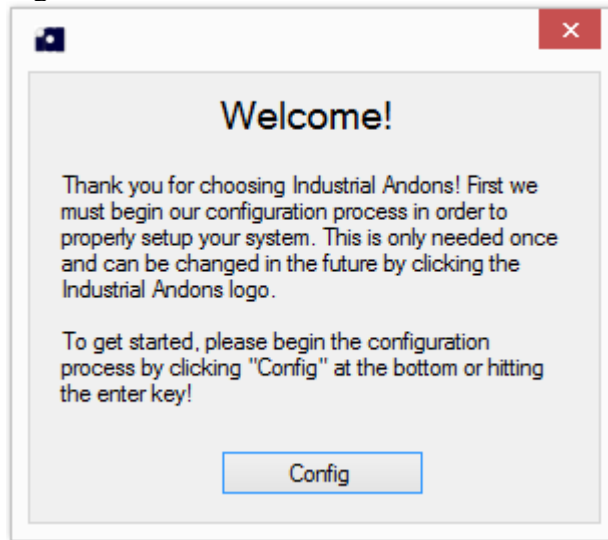 Welcome!
Thank you for choosing Industrial Andons! First we
must begin our configuration process in order to
properly setup your system. This is only needed once
and can be changed in the future by clicking the
Industrial Andons logo.
To get started, please begin the configuration
process by clicking "Config" at the bottom or hitting
the enter key!
Config